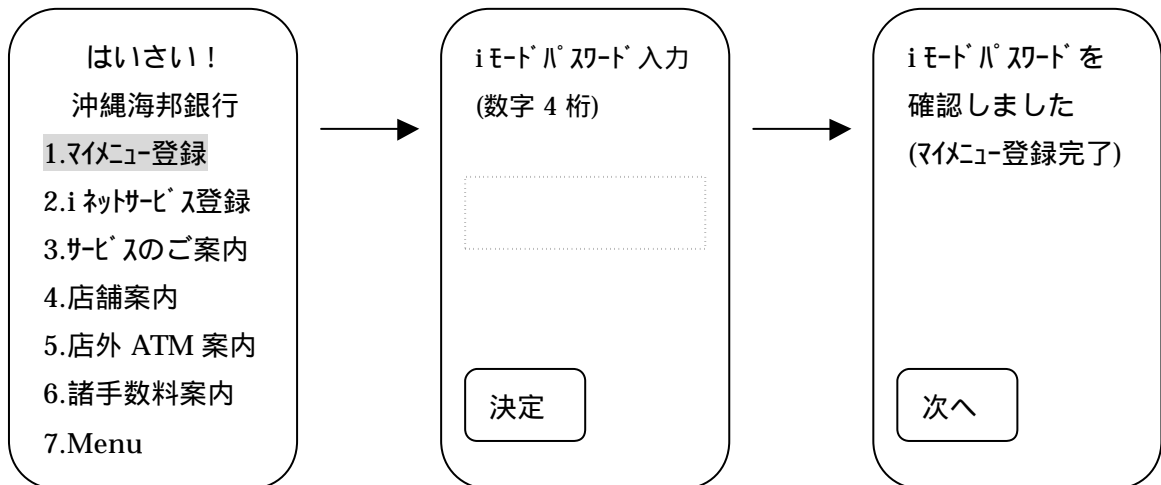 はいさい！
沖縄海邦銀行
1.ﾏｲﾒﾆｭｰ登録
2.i ﾈｯﾄｻｰﾋﾞｽ登録
3.ｻｰﾋﾞｽのご案内
4.店舗案内
5.店外 ATM 案内
6.諸手数料案内
7.Menu
i ﾓｰﾄﾞﾊﾟｽﾜｰﾄﾞ入力
(数字 4 桁)
決定
i ﾓｰﾄﾞﾊﾟｽﾜｰﾄﾞを
確認しました
(ﾏｲﾒﾆｭｰ登録完了)
次へ